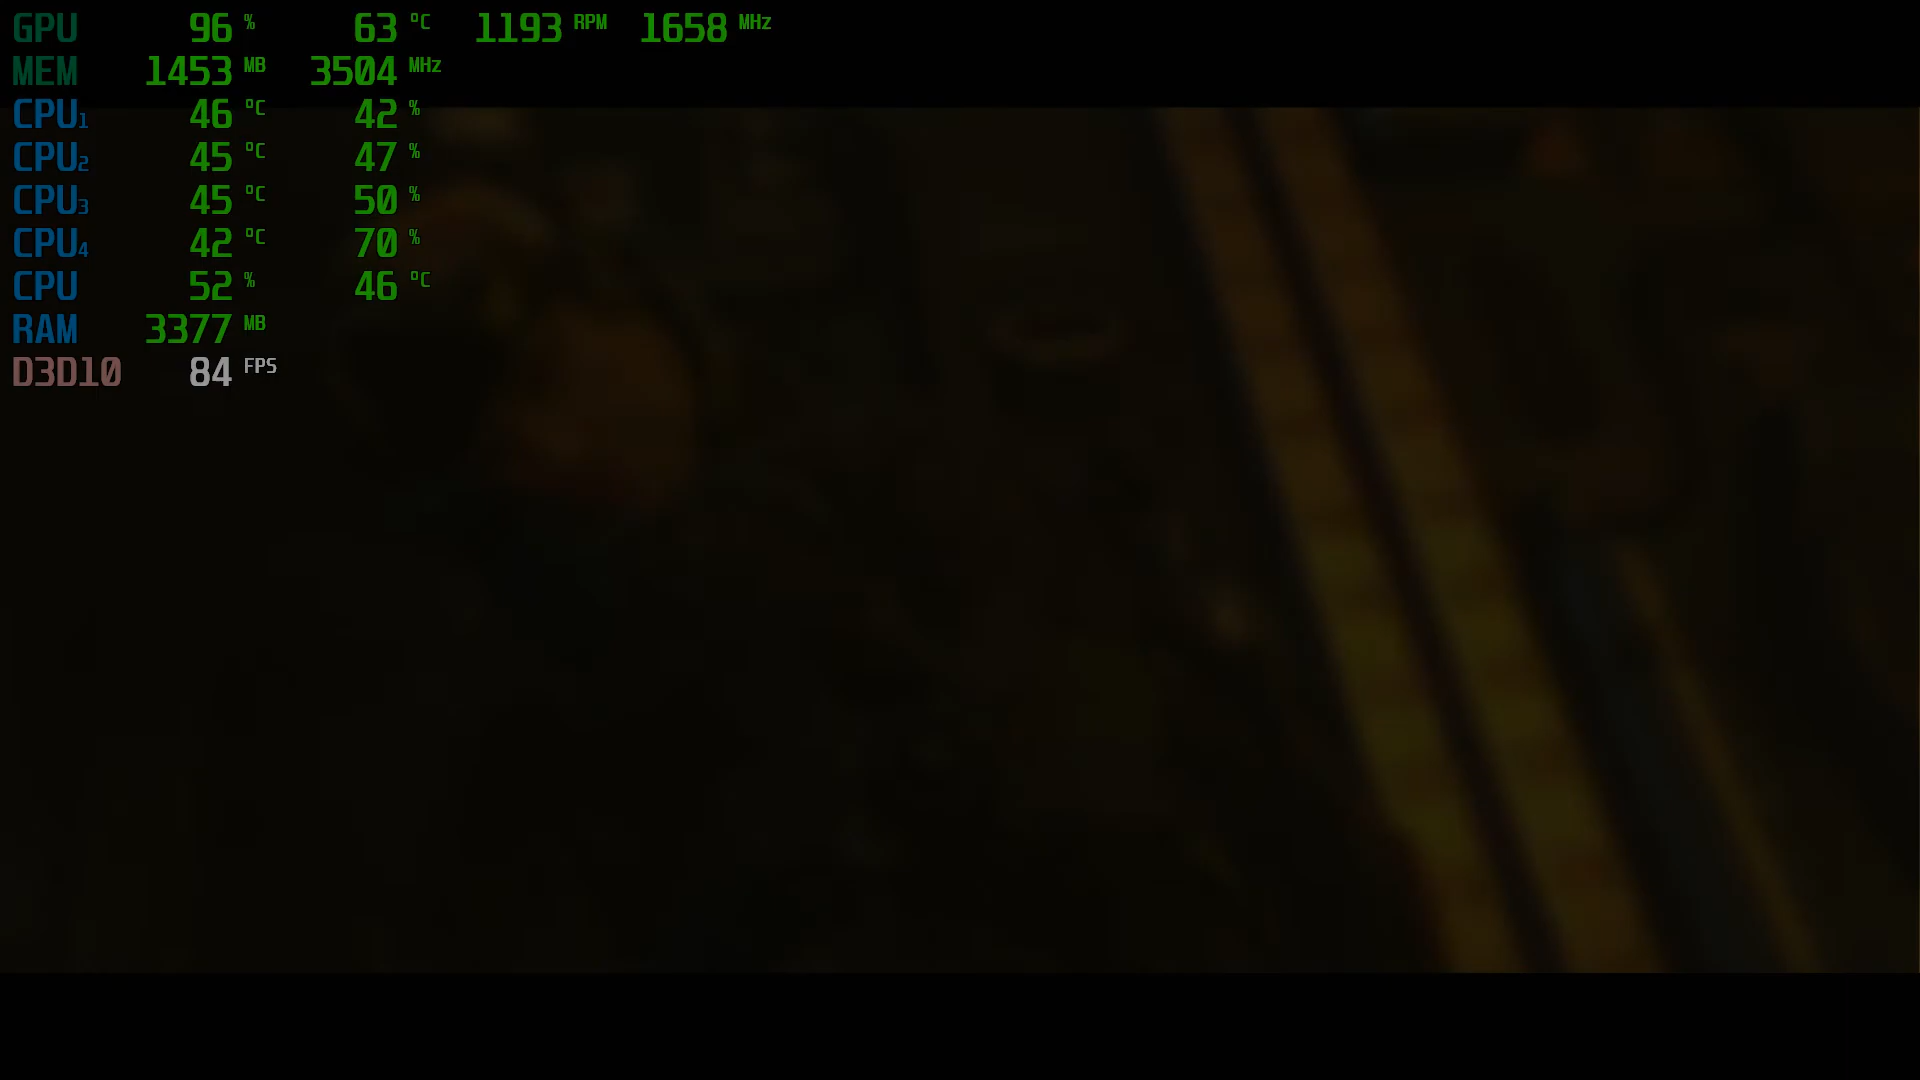 GPU 96 % 63 °C 1193 RPM 1658 MHz
MEM 1453 MB 3504 MHz
CPU1 46 °C 42 %
CPU2 45 °C 47 %
CPU3 45 °C 50 %
CPU4 42 °C 70 %
CPU 52 % 46 °C
RAM 3377 MB
D3D10 84 FPS